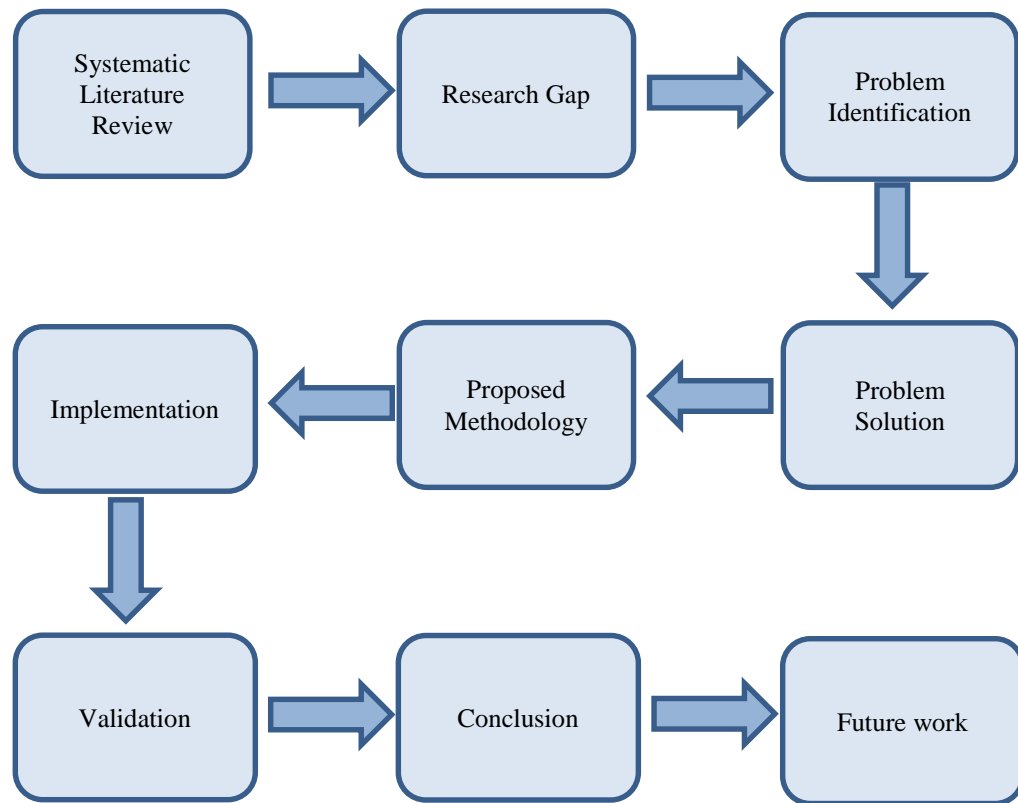 Systematic
Literature
Review
Research Gap
Problem
Identification
Problem
Solution
Proposed
Methodology
Implementation
Validation
Conclusion
Future work